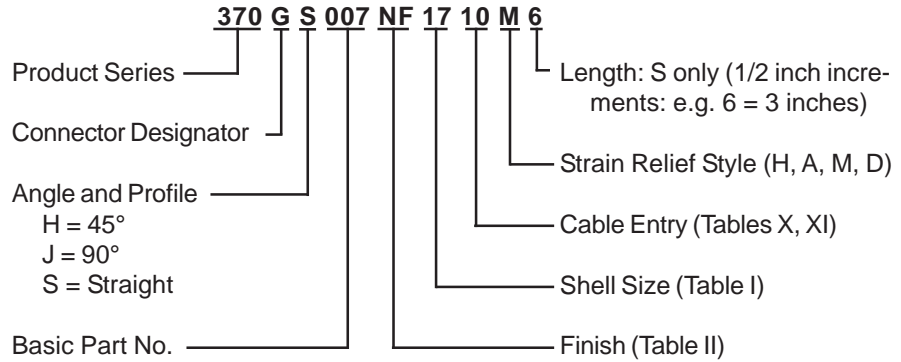 370 G S 007 NF 17 10 M 6
Product Series
Connector Designator
Angle and Profile
H = 45°
J = 90°
S = Straight
Basic Part No.
Length: S only (1/2 inch incre-
ments: e.g. 6 = 3 inches)
Strain Relief Style (H, A, M, D)
Cable Entry (Tables X, XI)
Shell Size (Table I)
Finish (Table II)